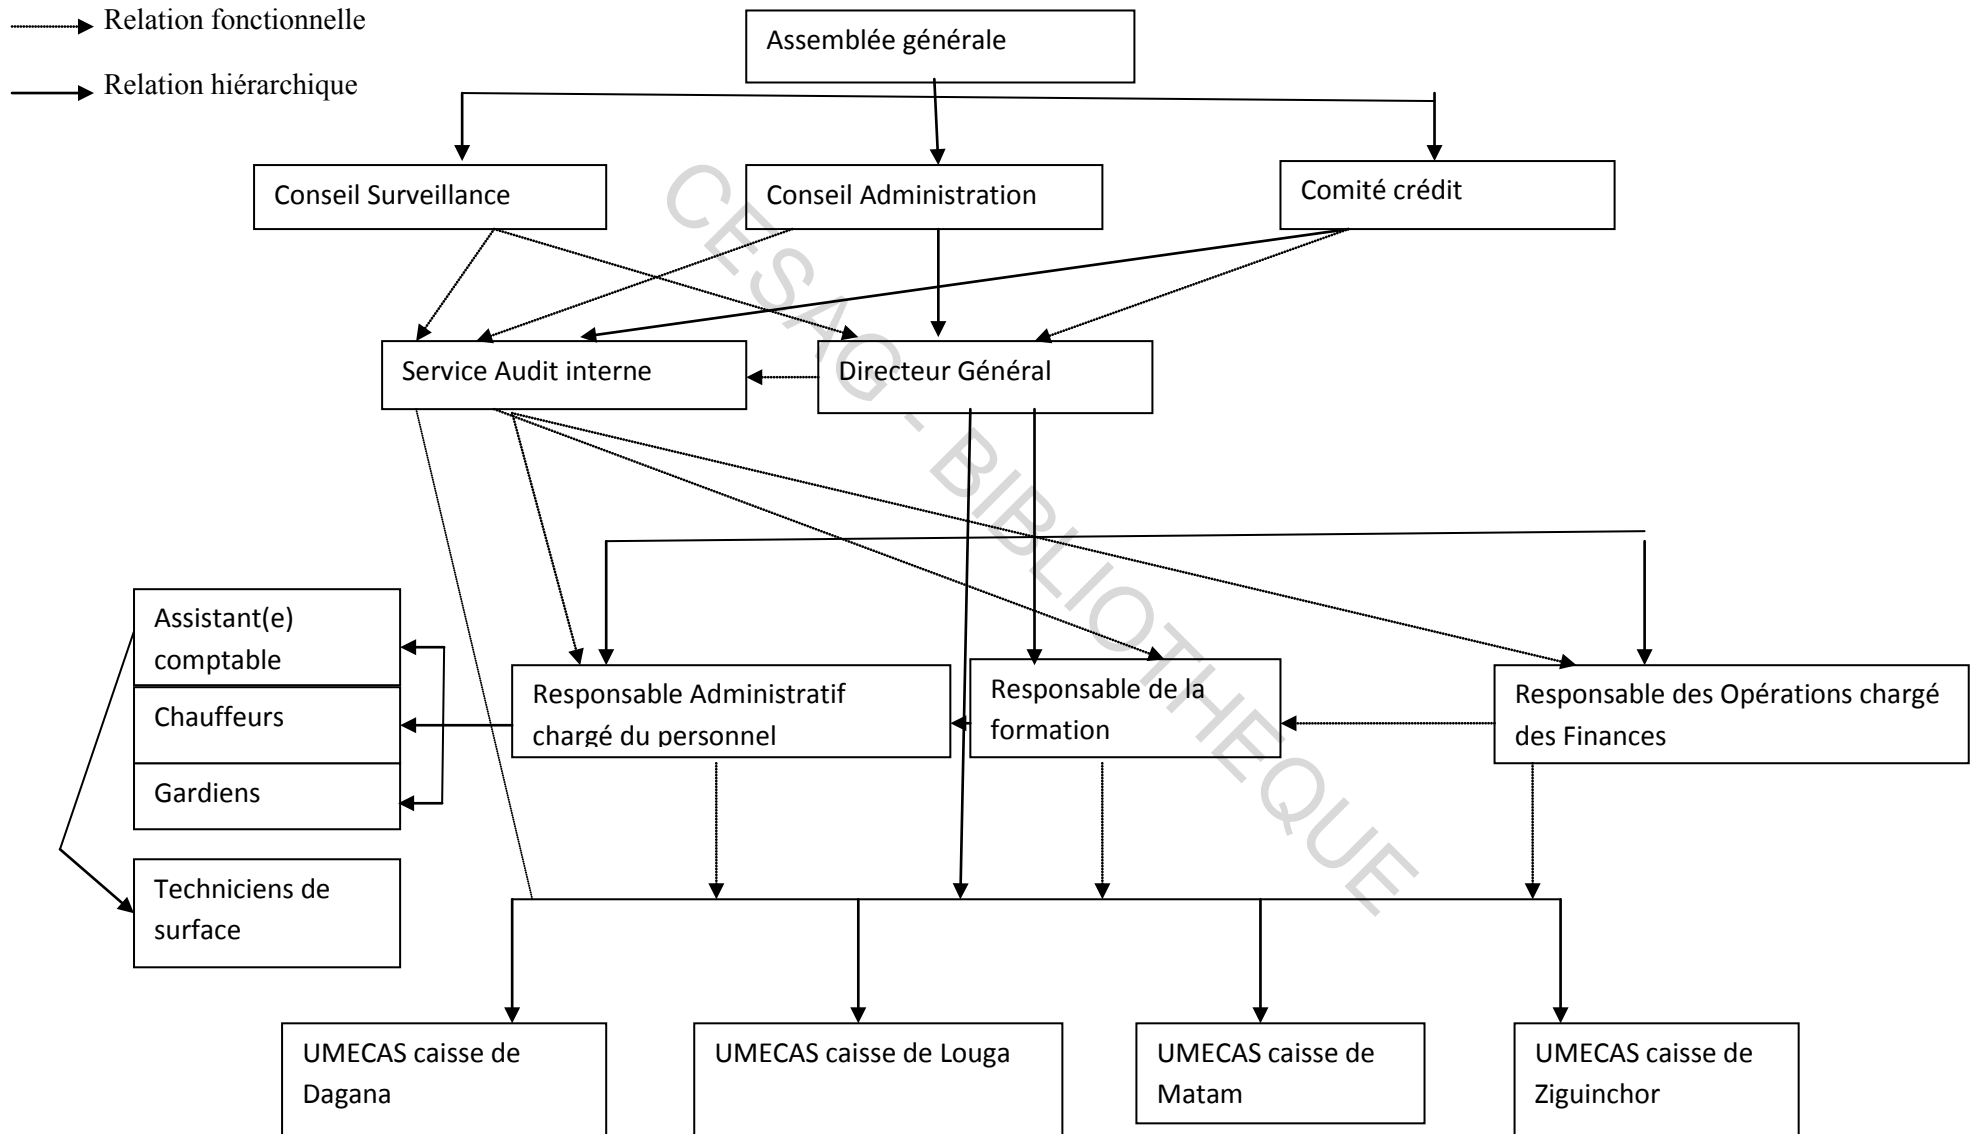 Relation fonctionnelle
Relation hiérarchique
Assemblée générale
Conseil Surveillance
Conseil Administration
Comité crédit
Service Audit interne
Directeur Général
Assistant(e)
comptable
Chauffeurs
Gardiens
Techniciens de
surface
Responsable Administratif
chargé du personnel
Responsable de la
formation
Responsable des Opérations chargé
des Finances
UMECAS caisse de
Dagana
UMECAS caisse de Louga
UMECAS caisse de
Matam
UMECAS caisse de
Ziguinchor
CESAG - BIBLIOTHEQUE